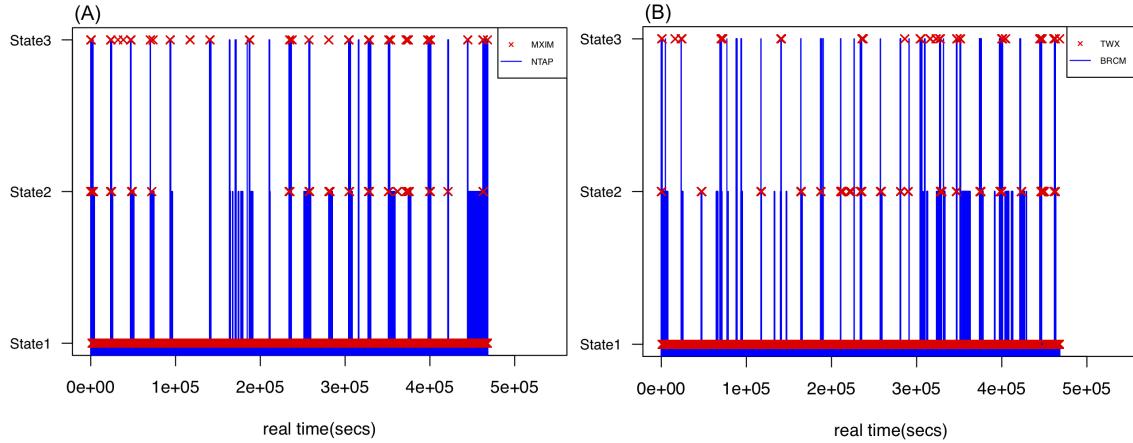 (A)
State3
State2
State1
MXIM
NTAP
0e+00 1e+05 2e+05 3e+05 4e+05 5e+05
real time(secs)
(B)
State3
State2
State1
TWX
BRCM
0e+00 1e+05 2e+05 3e+05 4e+05 5e+05
real time(secs)